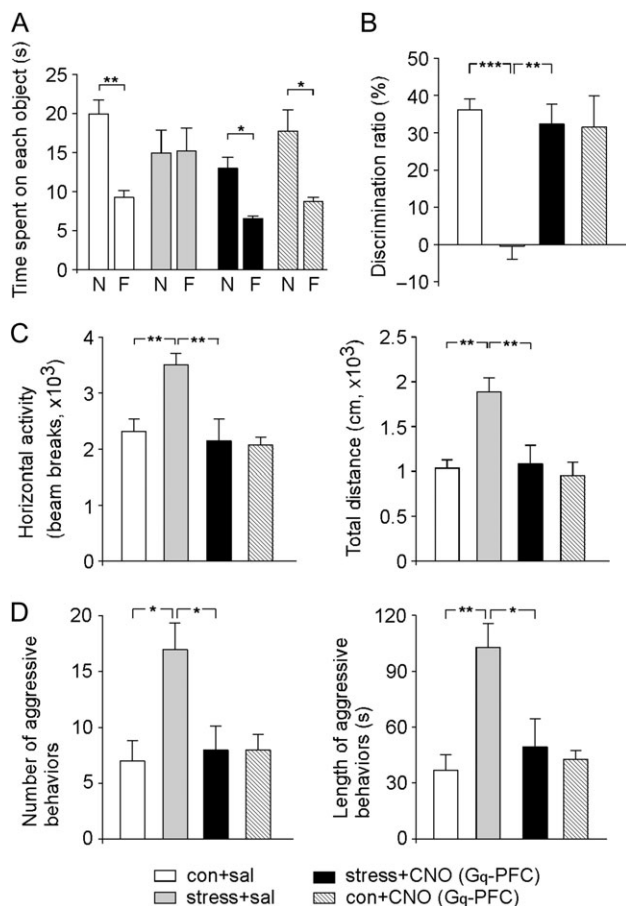 A
Time spent on each object (s)
25
20
15
10
5
0
** * *
N F N F N F N F
B
Discrimination ratio (%)
50
40
30
20
10
0
–10
*** **
C
Horizontal activity
(beam breaks, x10³)
4
3
2
1
0
** **
Total distance (cm, x10³)
2.5
2
1.5
1
0.5
0
** **
D
Number of aggressive
behaviors
20
15
10
5
0
* *
Length of aggressive
behaviors (s)
120
90
60
30
0
** *
con+sal
stress+CNO (Gq-PFC)
stress+sal
con+CNO (Gq-PFC)